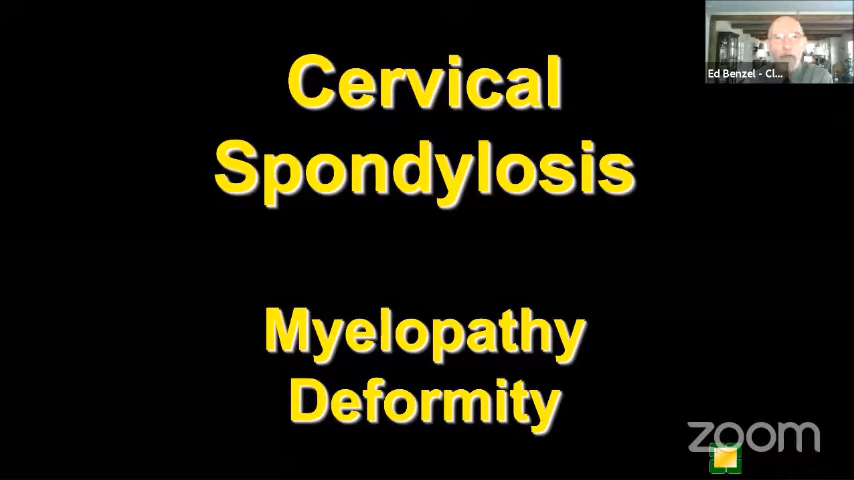 Cervical
Spondylosis
Myelopathy
Deformity
Ed Benzel - Cl...
zoom